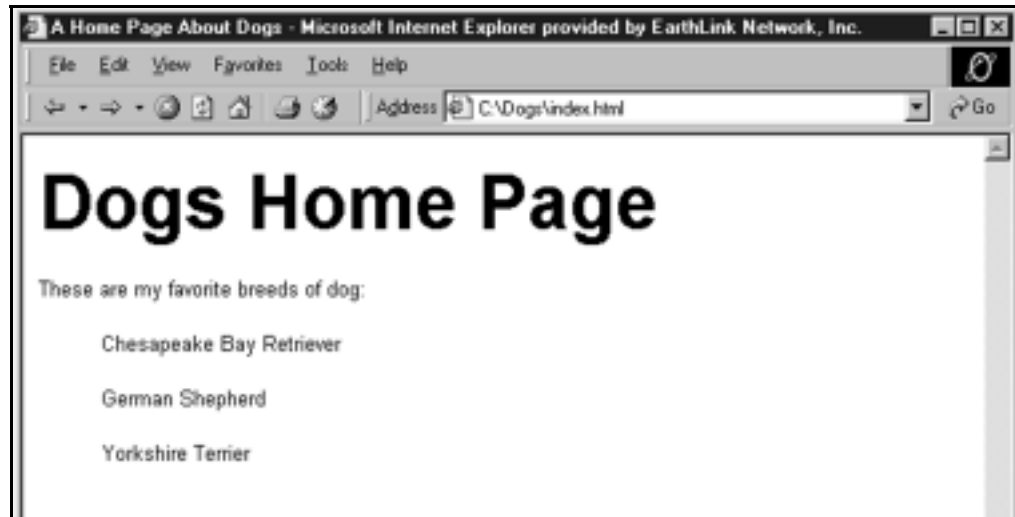 A Home Page About Dogs - Microsoft Internet Explorer provided by EarthLink Network, Inc.
File Edit View Favorites Tools Help
Address C:\Dogs\index.html Go
Dogs Home Page
These are my favorite breeds of dog:
Chesapeake Bay Retriever
German Shepherd
Yorkshire Terrier